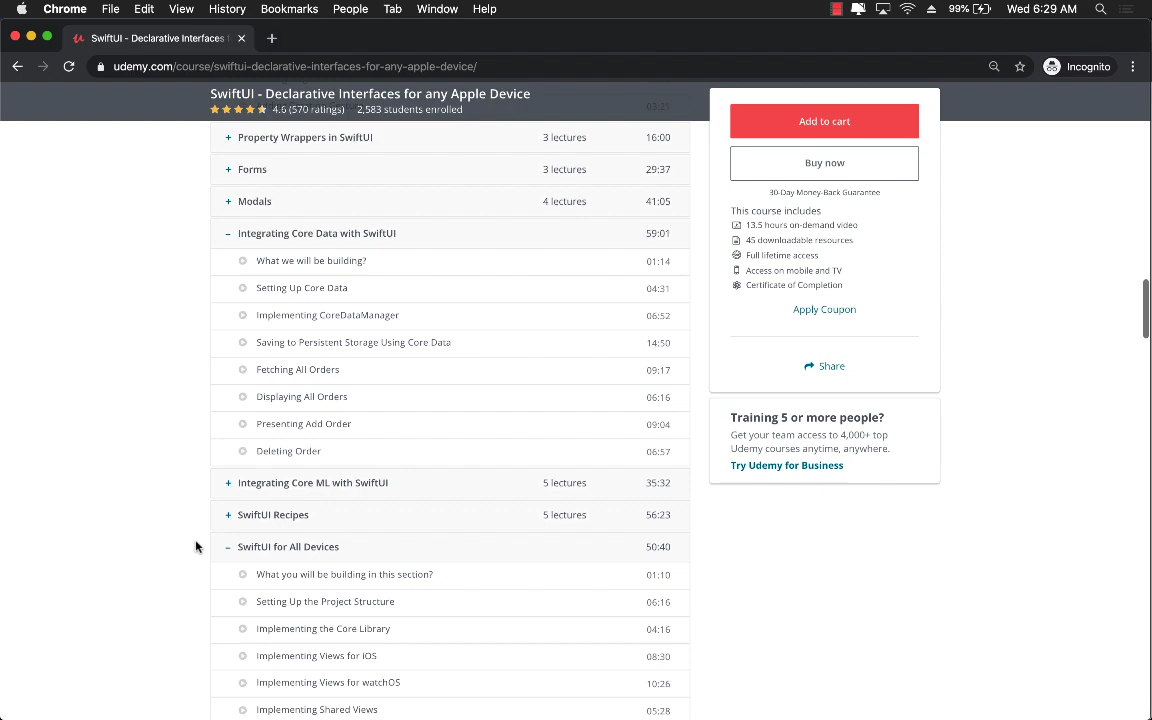 Chrome File Edit View History Bookmarks People Tab Window Help 99% Wed 6:29 AM
SwiftUI - Declarative Interfaces f
udemy.com/course/swiftui-declarative-interfaces-for-any-apple-device/ Incognito
SwiftUI - Declarative Interfaces for any Apple Device
4.6 (570 ratings) 2,583 students enrolled
03:21
+ Property Wrappers in SwiftUI 3 lectures 16:00
+ Forms 3 lectures 29:37
+ Modals 4 lectures 41:05
– Integrating Core Data with SwiftUI 59:01
What we will be building? 01:14
Setting Up Core Data 04:31
Implementing CoreDataManager 06:52
Saving to Persistent Storage Using Core Data 14:50
Fetching All Orders 09:17
Displaying All Orders 06:16
Presenting Add Order 09:04
Deleting Order 06:57
+ Integrating Core ML with SwiftUI 5 lectures 35:32
+ SwiftUI Recipes 5 lectures 56:23
– SwiftUI for All Devices 50:40
What you will be building in this section? 01:10
Setting Up the Project Structure 06:16
Implementing the Core Library 04:16
Implementing Views for iOS 08:30
Implementing Views for watchOS 10:26
Implementing Shared Views 05:28
Add to cart
Buy now
30-Day Money-Back Guarantee
This course includes
13.5 hours on-demand video
45 downloadable resources
Full lifetime access
Access on mobile and TV
Certificate of Completion
Apply Coupon
Share
Training 5 or more people?
Get your team access to 4,000+ top
Udemy courses anytime, anywhere.
Try Udemy for Business